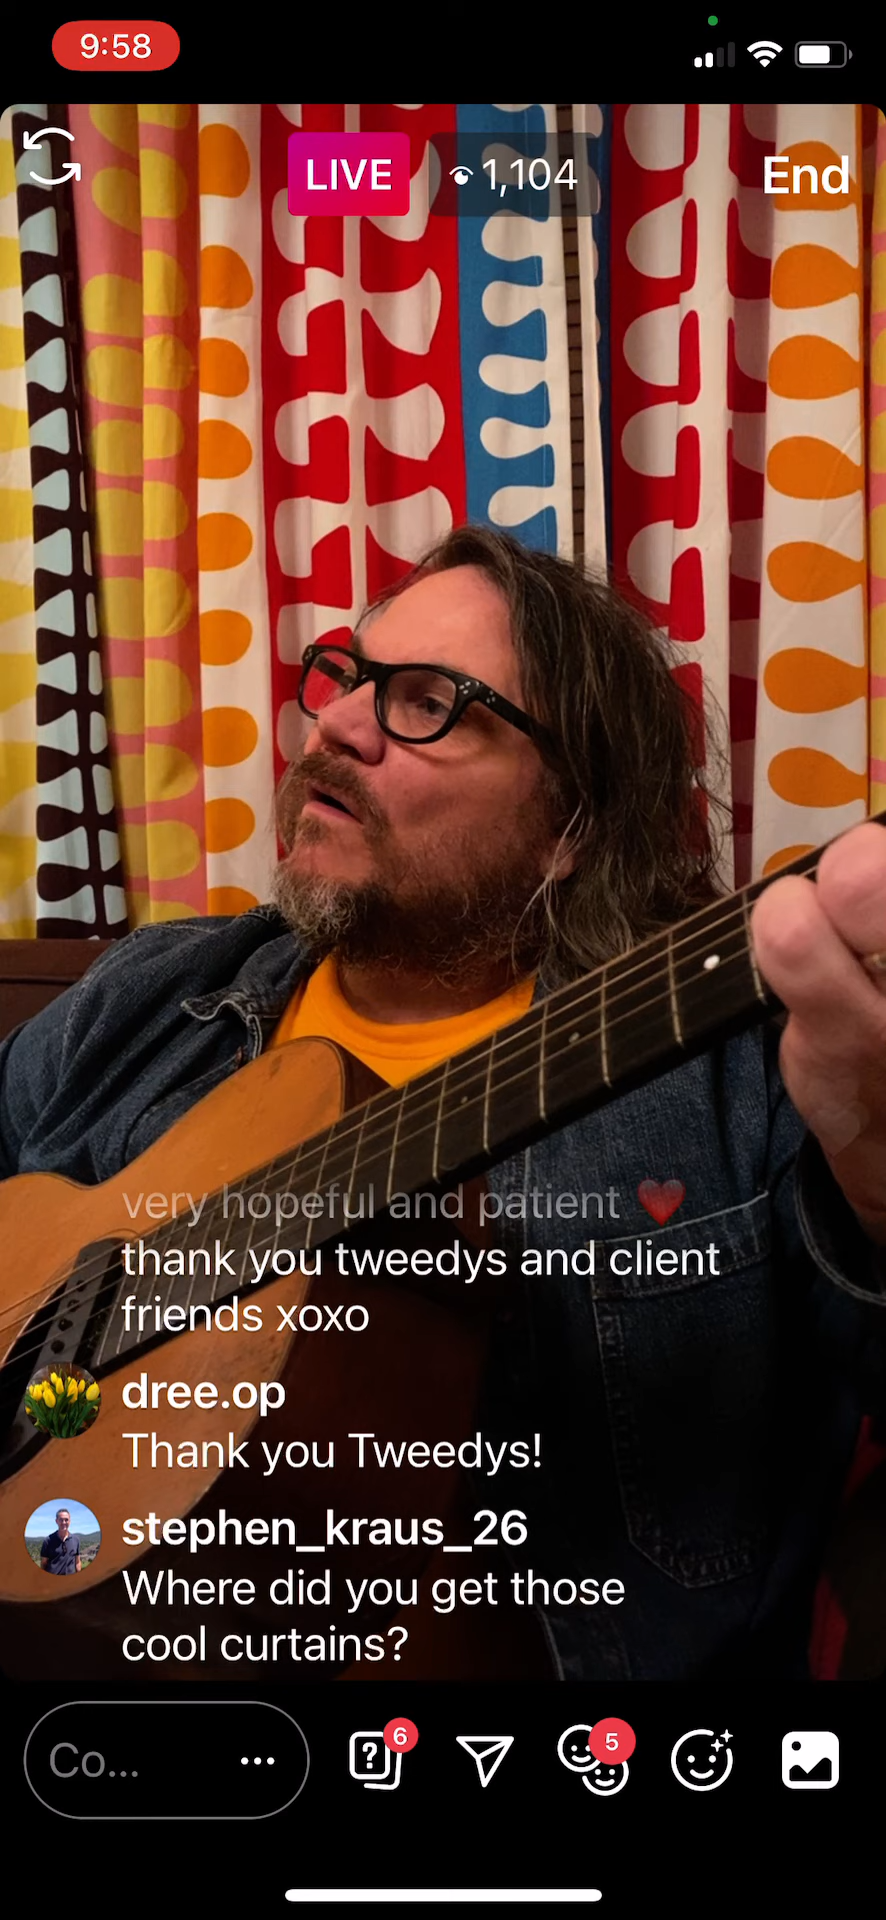 9:58
LIVE
1,104
End
very hopeful and patient ❤️
thank you tweedys and client
friends xoxo
dree.op
Thank you Tweedys!
stephen_kraus_26
Where did you get those
cool curtains?
Co...
6
5